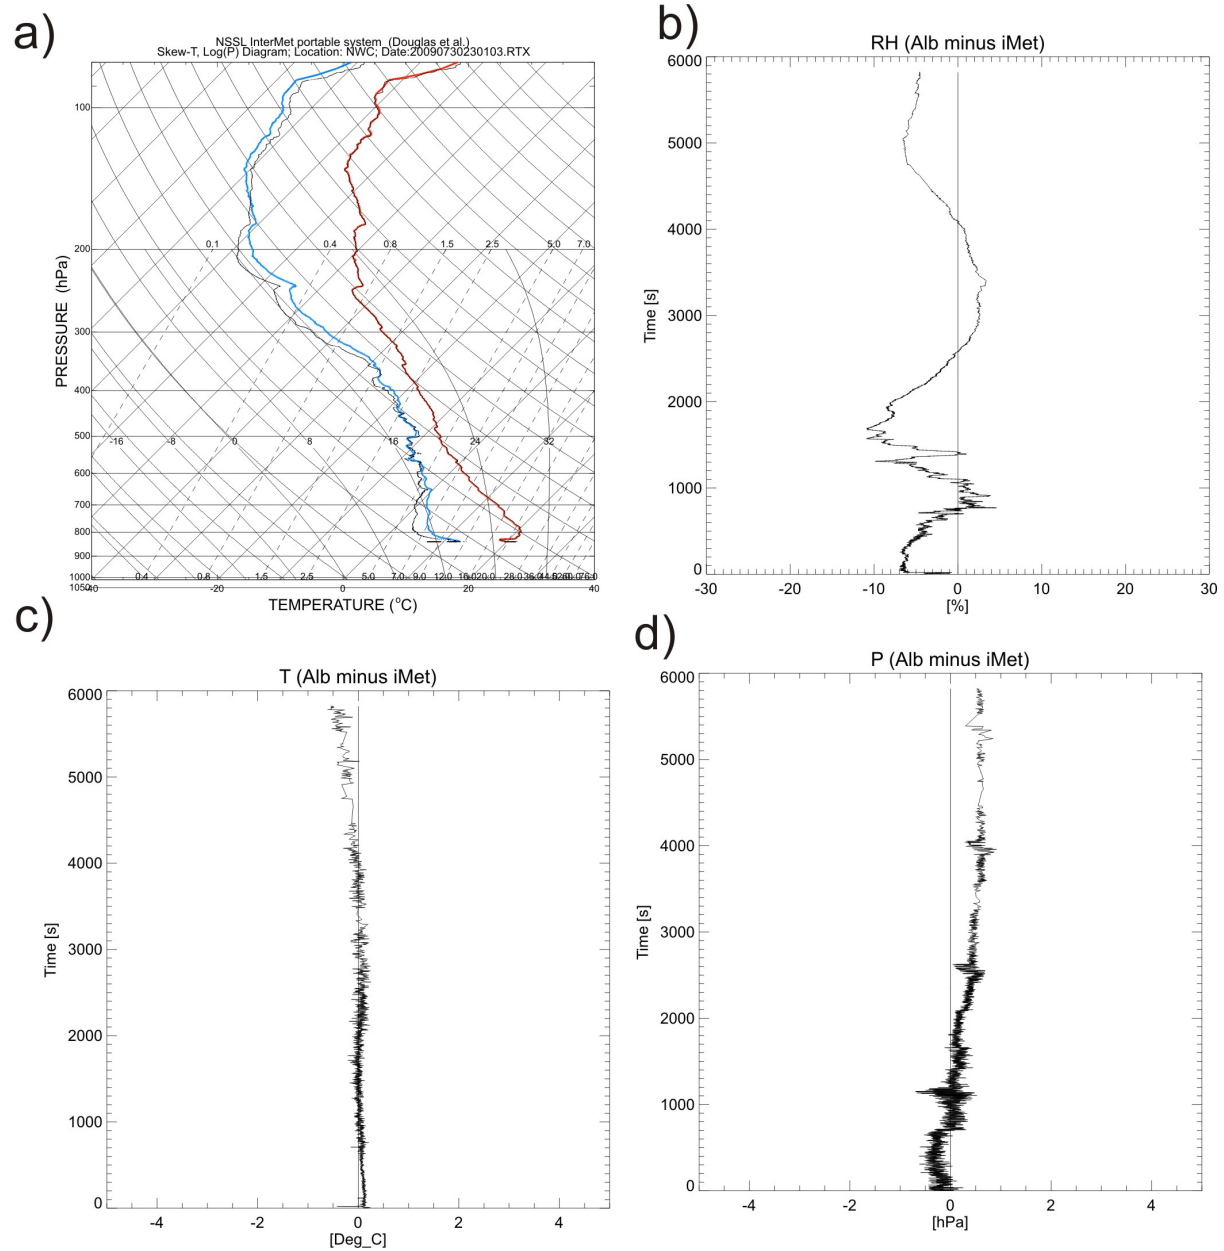 a)
NSSL InterMet portable system (Douglas et al.)
Skew-T, Log(P) Diagram; Location: NWC; Date:20090730230103.RTX
100
200
300
400
500
600
700
800
900
1000
1050
PRESSURE (hPa)
0.1 0.4 0.8 1.5 2.5 5.0 7.0
-16 -8 0 8 16 24 32
0.4 0.8 1.5 2.5 5.0 7.0 9.0 12.0 20.0 28.0
-40 -20 0 20 40
TEMPERATURE (°C)
b)
RH (Alb minus iMet)
6000
5000
4000
3000
2000
1000
0
Time [s]
-30 -20 -10 0 10 20 30
[%]
c)
T (Alb minus iMet)
6000
5000
4000
3000
2000
1000
0
Time [s]
-4 -2 0 2 4
[Deg_C]
d)
P (Alb minus iMet)
6000
5000
4000
3000
2000
1000
0
Time [s]
-4 -2 0 2 4
[hPa]